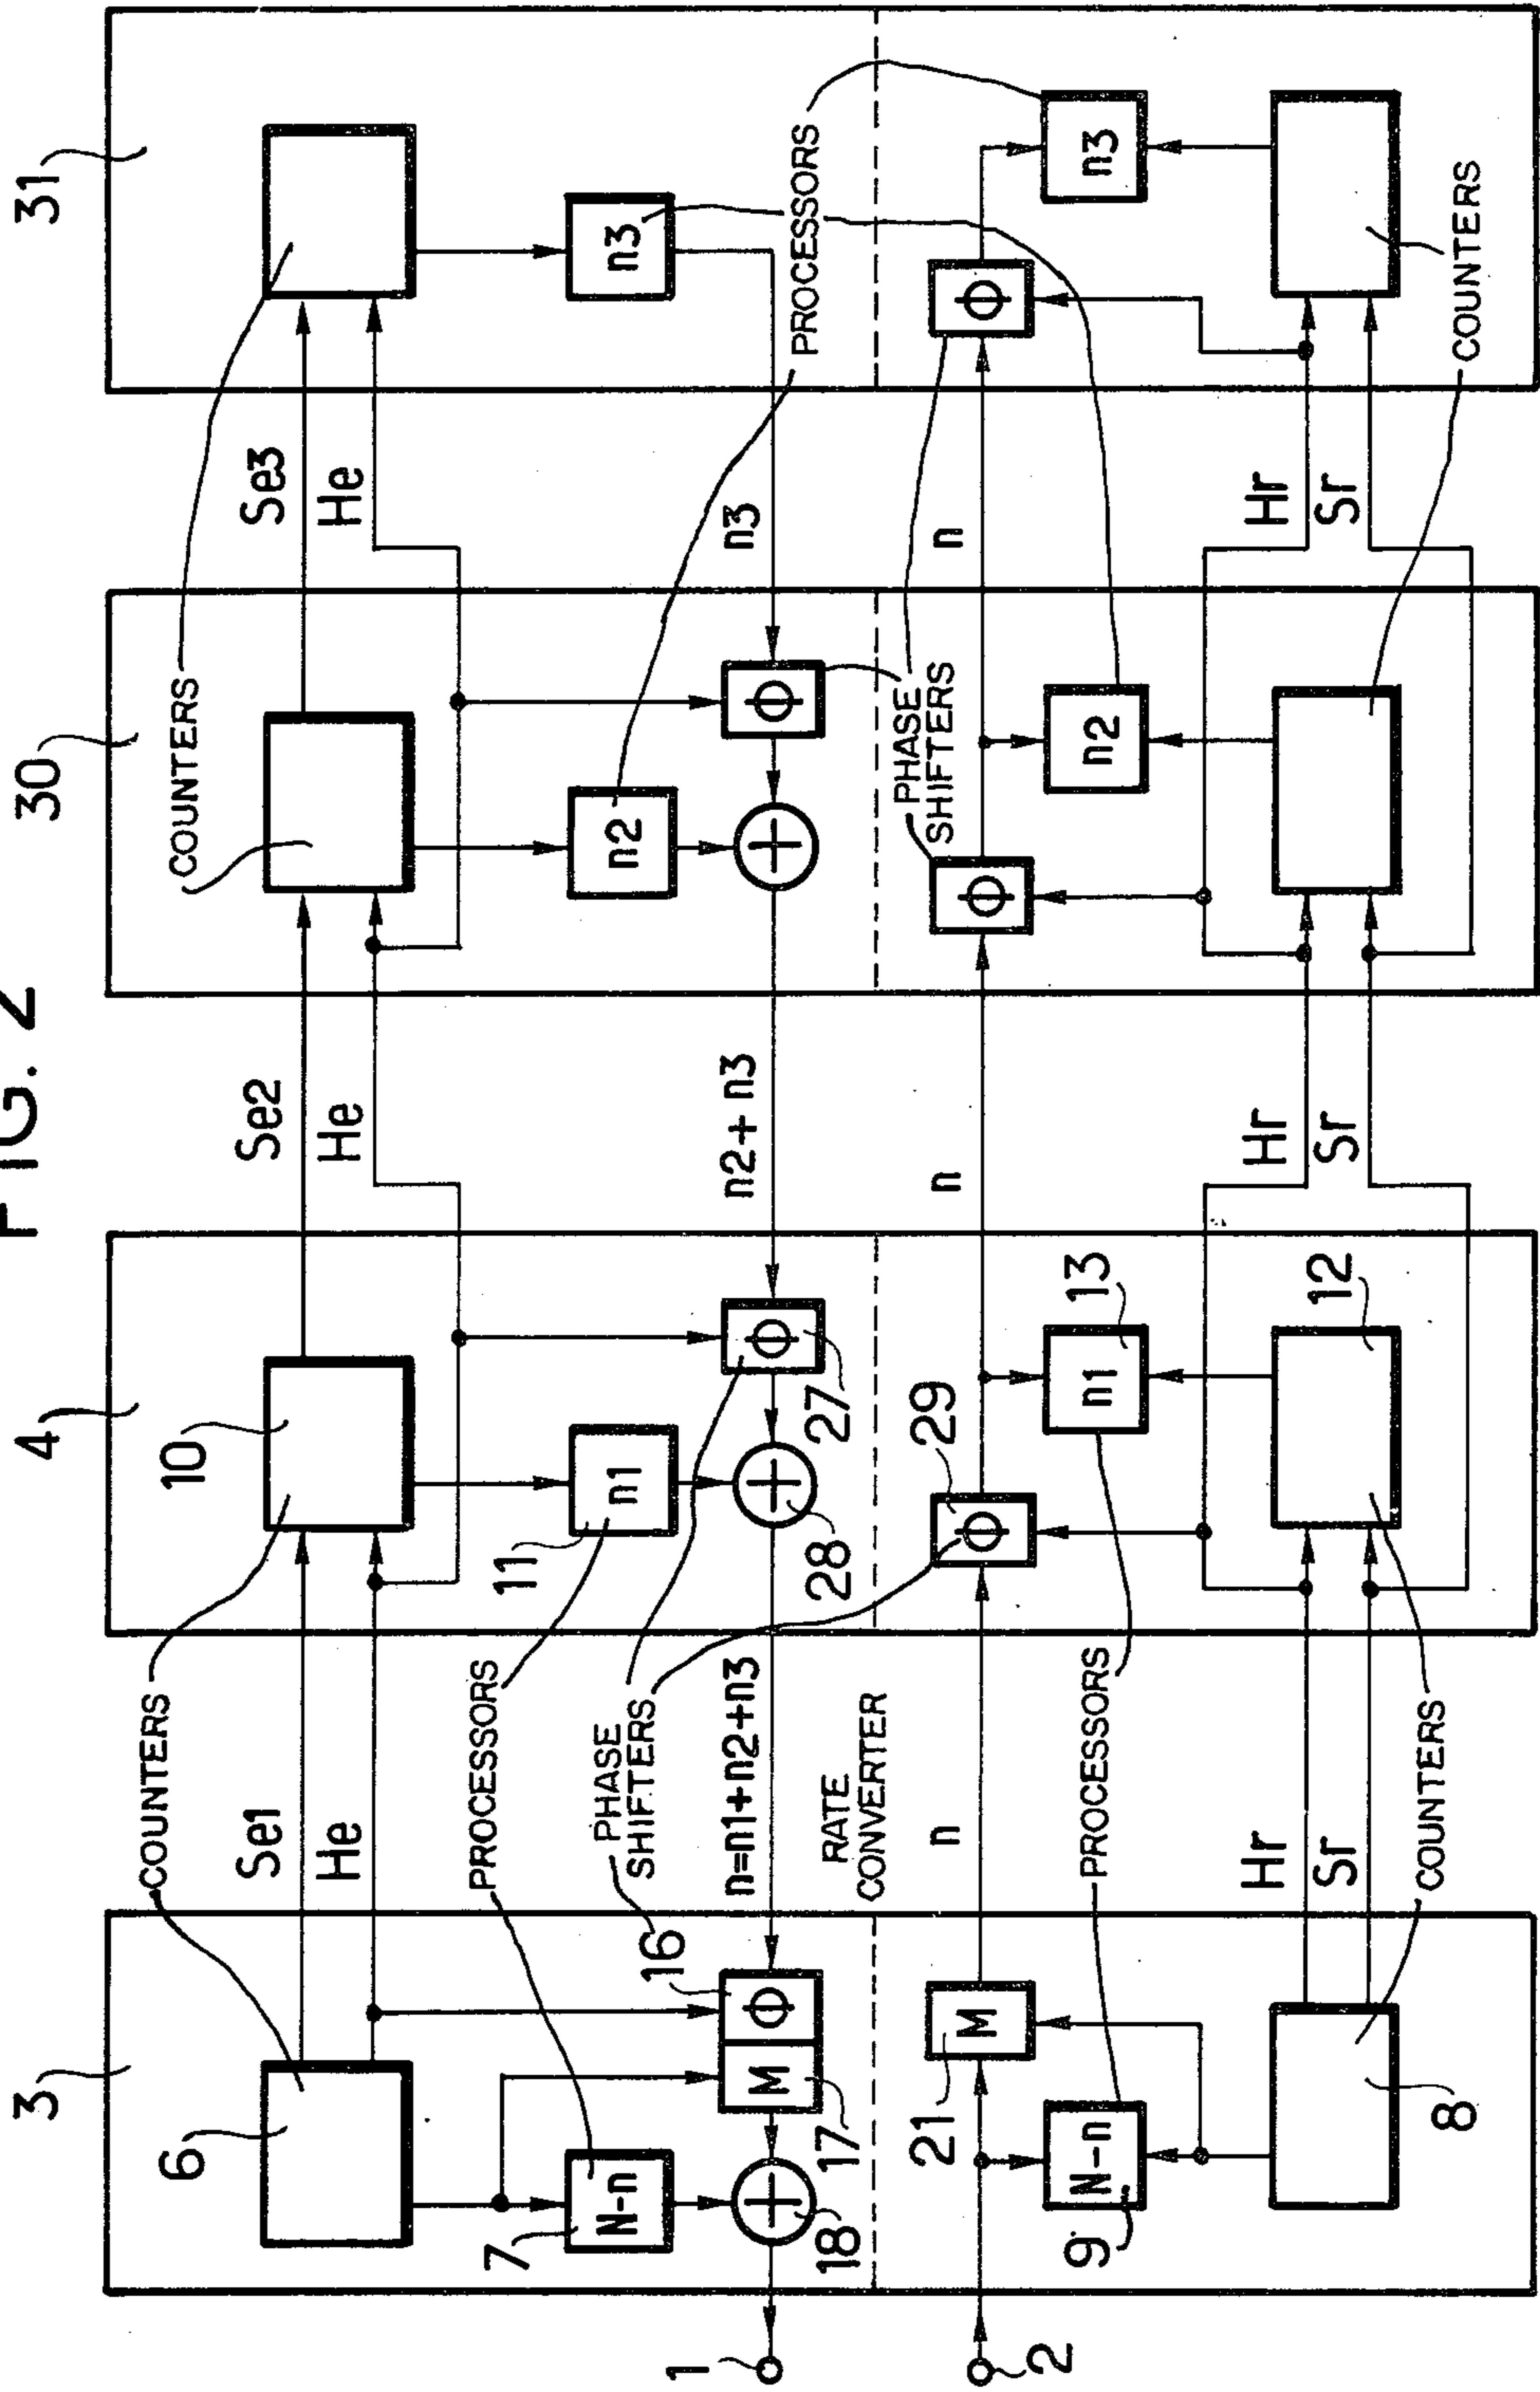 FIG. 2
3
4
30
31
6
10
COUNTERS
COUNTERS
Se1
He
Se2
He
Se3
He
7
N-n
PROCESSORS
11
n1
n2
n3
PROCESSORS
16
M
Φ
17
18
PHASE
SHIFTERS
n=n1+n2+n3
28
Φ
27
n2+n3
Φ
n3
1
RATE
CONVERTER
2
21
M
n
29
Φ
n
PHASE
SHIFTERS
Φ
n
Φ
9
N-n
PROCESSORS
n1
13
n2
n3
8
Hr
Sr
COUNTERS
12
Hr
Sr
Hr
Sr
COUNTERS